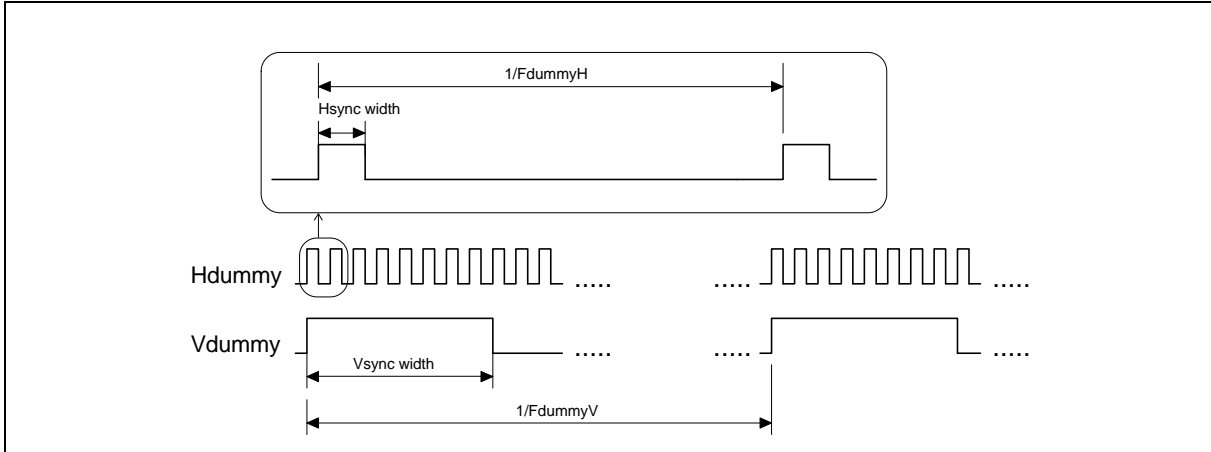 1/FdummyH
Hsync width
Hdummy ..... ..... .....
Vdummy ..... ..... .....
Vsync width
1/FdummyV